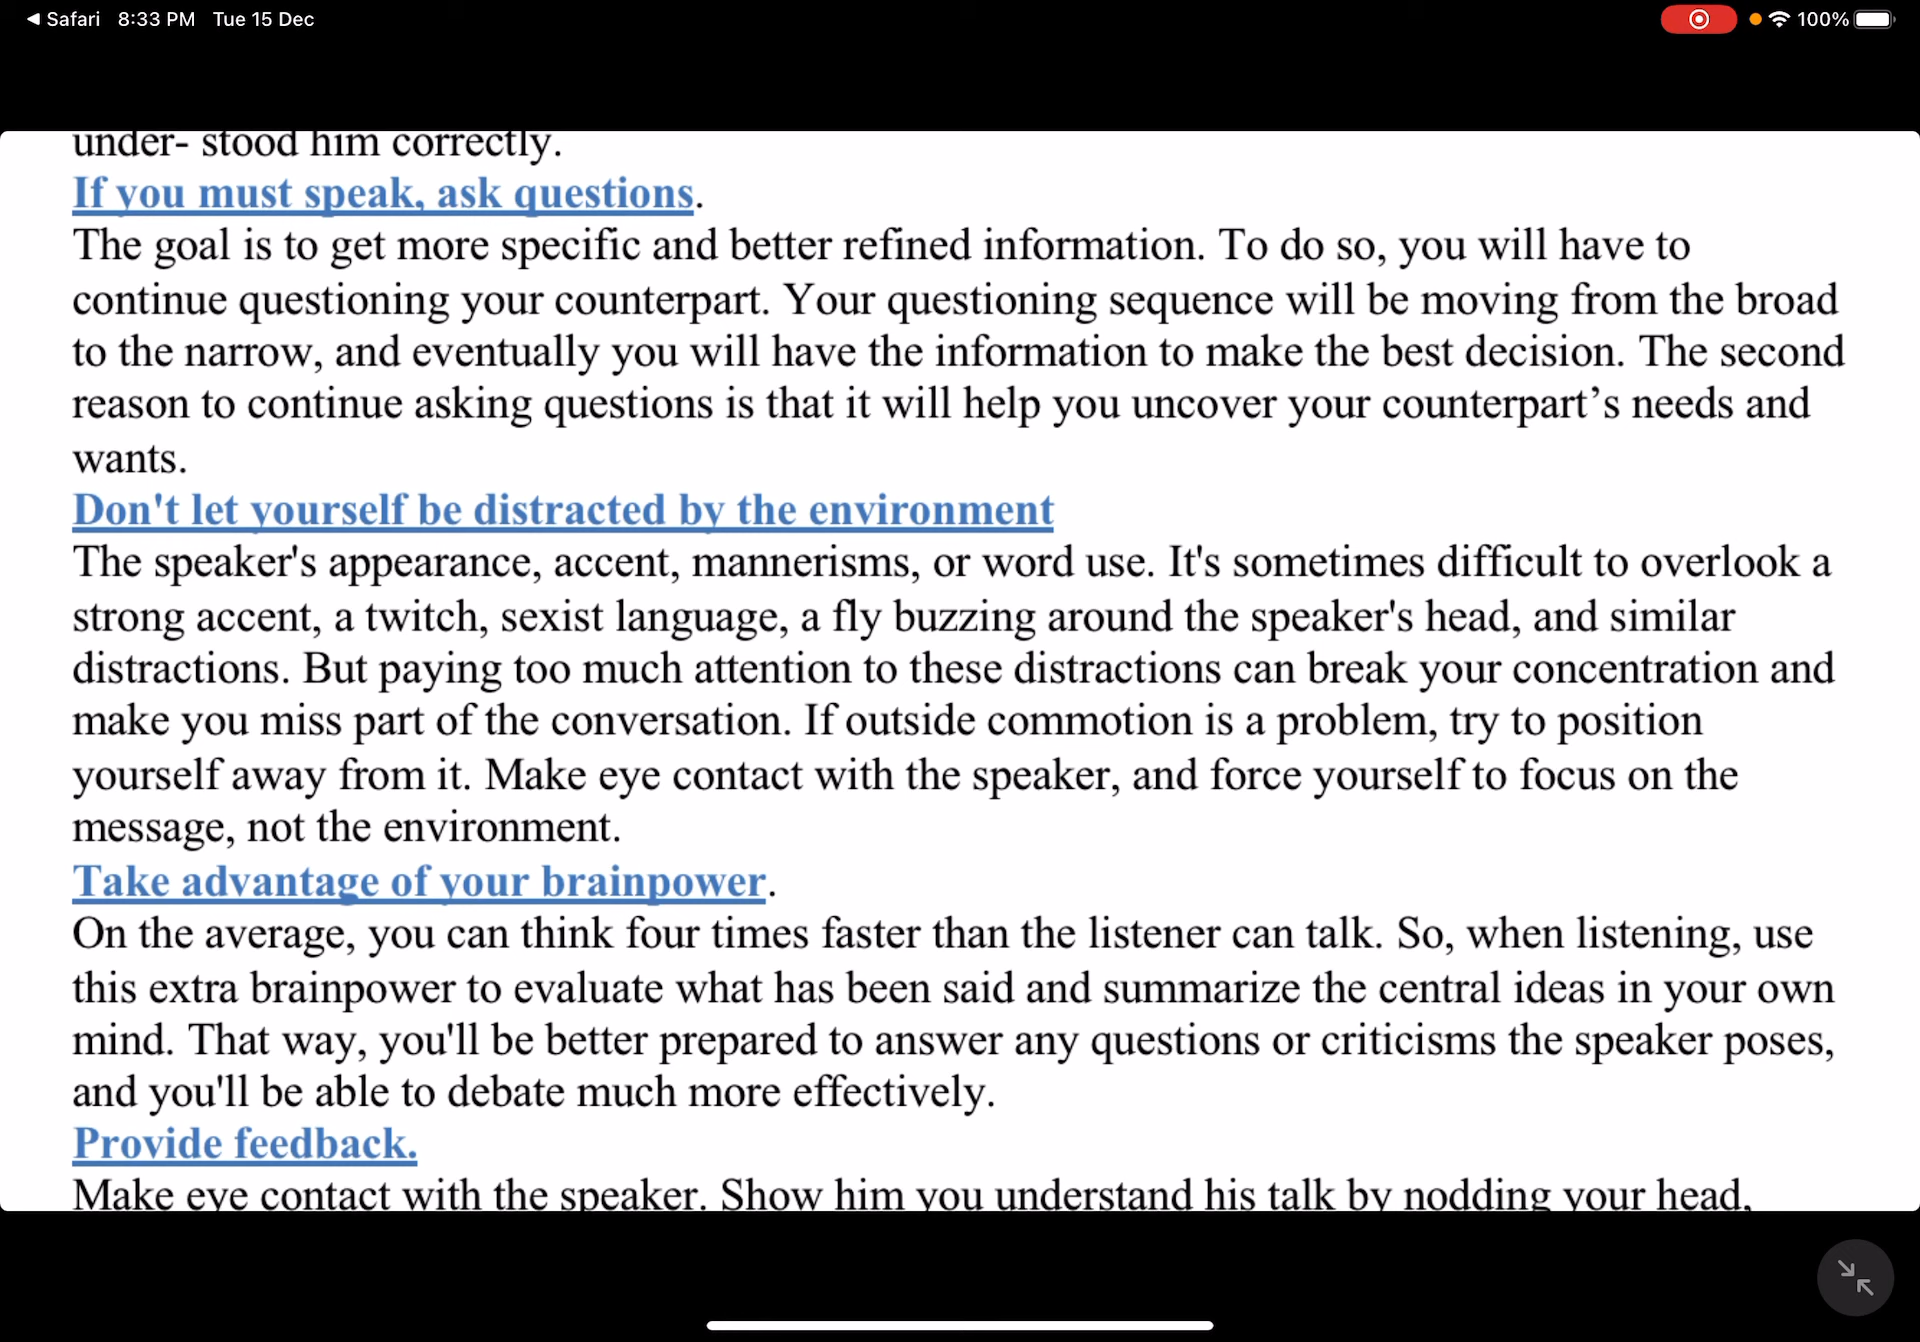 ◀ Safari 8:33 PM Tue 15 Dec 100%
under- stood him correctly.
If you must speak, ask questions.
The goal is to get more specific and better refined information. To do so, you will have to
continue questioning your counterpart. Your questioning sequence will be moving from the broad
to the narrow, and eventually you will have the information to make the best decision. The second
reason to continue asking questions is that it will help you uncover your counterpart’s needs and
wants.
Don't let yourself be distracted by the environment
The speaker's appearance, accent, mannerisms, or word use. It's sometimes difficult to overlook a
strong accent, a twitch, sexist language, a fly buzzing around the speaker's head, and similar
distractions. But paying too much attention to these distractions can break your concentration and
make you miss part of the conversation. If outside commotion is a problem, try to position
yourself away from it. Make eye contact with the speaker, and force yourself to focus on the
message, not the environment.
Take advantage of your brainpower.
On the average, you can think four times faster than the listener can talk. So, when listening, use
this extra brainpower to evaluate what has been said and summarize the central ideas in your own
mind. That way, you'll be better prepared to answer any questions or criticisms the speaker poses,
and you'll be able to debate much more effectively.
Provide feedback.
Make eye contact with the speaker. Show him you understand his talk by nodding your head,